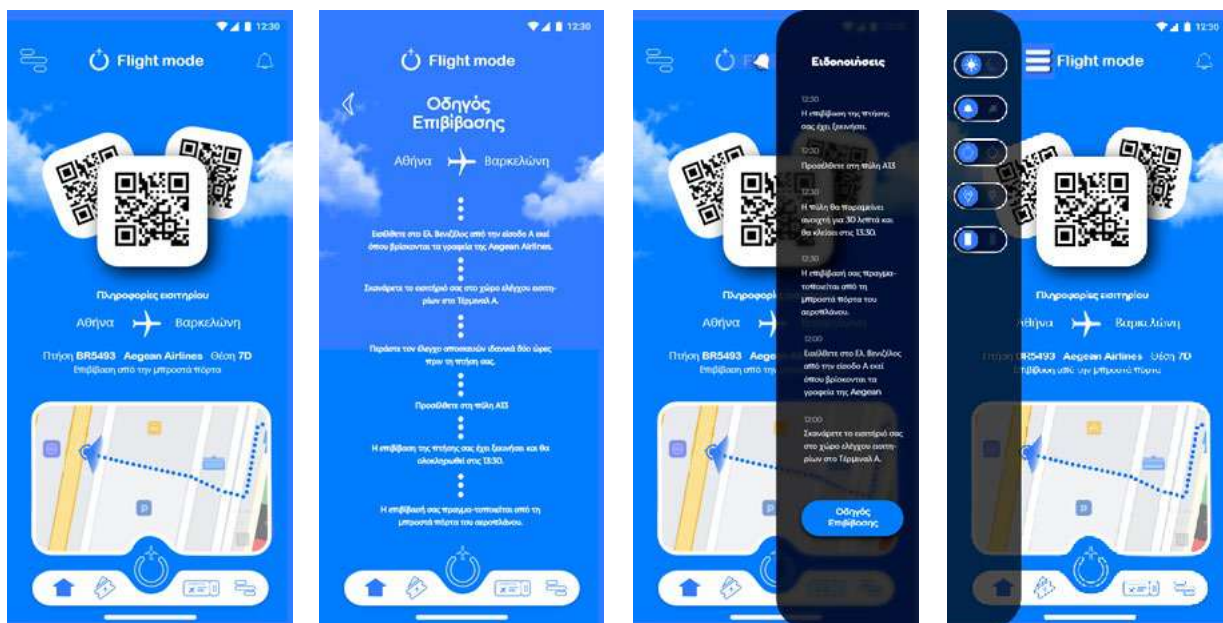 12:30
Flight mode
Πληροφορίες εισιτηρίου
Αθήνα Βαρκελώνη
Πτήση BR5493 Aegean Airlines Θέση 7D
Επιβίβαση από την μπροστά πόρτα
P
12:30
Flight mode
Οδηγός
Επιβίβασης
Αθήνα Βαρκελώνη
Εισέλθετε στο Ελ. Βενιζέλος από την είσοδο Α εκεί
όπου βρίσκονται τα γραφεία της Aegean Airlines.
Σκανάρετε το εισιτήριό σας στο χώρο ελέγχου εισιτη-
ρίων στο Τέρμιναλ Α.
Περάστε τον έλεγχο αποσκευών ιδανικά δύο ώρες
πριν τη πτήση σας.
Προσέλθετε στη πύλη Α13
Η επιβίβαση της πτήσης σας έχει ξεκινήσει και θα
ολοκληρωθεί στις 13:30.
Η επιβίβασή σας πραγμα-τοποιείται από τη
μπροστά πόρτα του αεροπλάνου.
Ειδοποιήσεις
12:30
Η επιβίβαση της πτήσης
σας έχει ξεκινήσει.
12:30
Προσέλθετε στη πύλη Α13
12:30
Η πύλη θα παραμείνει
ανοιχτή για 30 λεπτά και
θα κλείσει στις 13:30.
12:30
Η επιβίβασή σας πραγμα-
τοποιείται από τη
μπροστά πόρτα του
αεροπλάνου.
12:00
Εισέλθετε στο Ελ. Βενιζέλος
από την είσοδο Α εκεί
όπου βρίσκονται τα
γραφεία της Aegean
12:00
Σκανάρετε το εισιτήριό σας
στο χώρο ελέγχου εισιτη-
ρίων στο Τέρμιναλ Α.
Οδηγός
Επιβίβασης
Αθήνα
Πτήση BR5493 Aegean
P
12:30
Flight mode
Πληροφορίες εισιτηρίου
Αθήνα Βαρκελώνη
Πτήση BR5493 Aegean Airlines Θέση 7D
Επιβίβαση από την μπροστά πόρτα
P